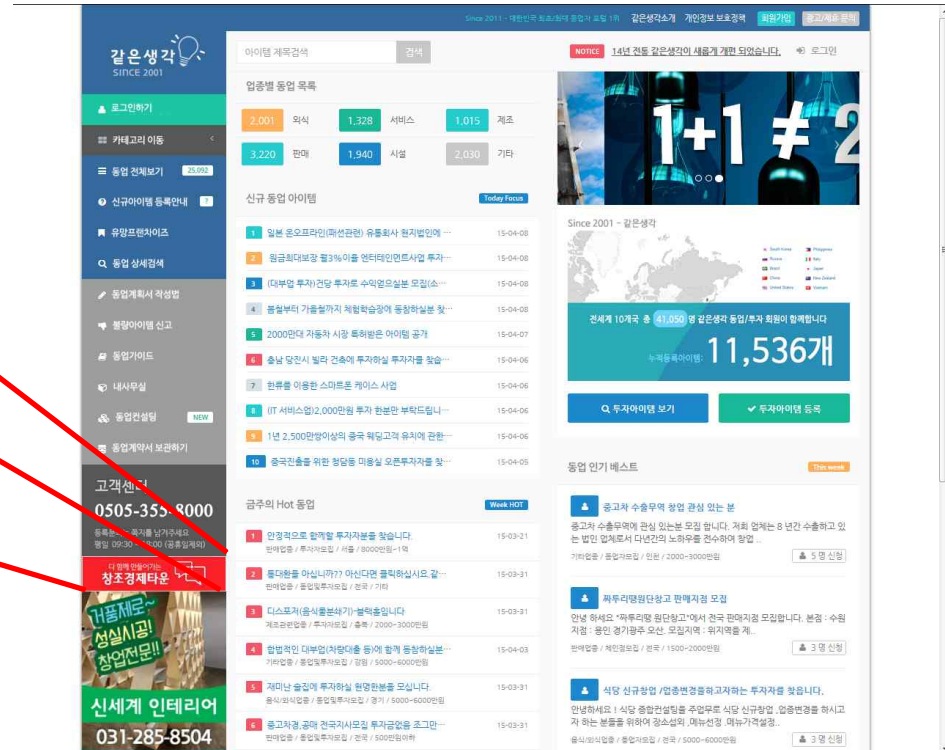 Since 2011 - 대한민국 최초/최대 동업자 포털 1위
같은생각소개
개인정보 보호정책
회원가입
광고/제휴 문의
같은생각
SINCE 2001
아이템 제목검색
검색
NOTICE
14년 전통 같은생각이 새롭게 개편 되었습니다.
로그인
로그인하기
카테고리 이동
동업 전체보기 25,092
신규아이템 등록안내 ?
유망프랜차이즈
동업 상세검색
동업계획서 작성법
불량아이템 신고
동업가이드
내사무실
동업컨설팅 NEW
동업계약서 보관하기
고객센터
0505-355-8000
쪽지를 남기주세요
평일 09:30 - 18:00 (공휴일제외)
다 함께 만들어가는
창조경제타운
거품제로~
성실시공!
창업전문!!
신세계 인테리어
031-285-8504
업종별 동업 목록
2,001 외식
1,328 서비스
1,015 제조
3,220 판매
1,940 시설
2,030 기타
신규 동업 아이템
Today Focus
1 일본 온오프라인(패션관련) 유통회사 현지법인에 ··· 15-04-08
2 원금최대보장 월3%이율 엔터테인먼트사업 투자··· 15-04-08
3 (대부업 투자)전당 투자로 수익얻으실분 모집(소··· 15-04-08
4 봄철부터 가을철까지 체험학습장에 동참하실분 찾··· 15-04-08
5 2000만대 자동차 시장 특허받은 아이템 공개 15-04-07
6 충남 당진시 빌라 건축에 투자하실 투자자를 찾습··· 15-04-06
7 한류를 이용한 스마트폰 케이스 사업 15-04-06
8 (IT 서비스업)2,000만원 투자 한분만 부탁드립니··· 15-04-06
9 1년 2,500만쌍이상의 중국 웨딩고객 유치에 관한··· 15-04-06
10 중국진출을 위한 청담동 미용실 오픈투자자를 찾··· 15-04-05
금주의 Hot 동업
Week HOT
1 안정적으로 함께할 투자자분을 찾습니다. 15-03-21
판매업종 / 투자자모집 / 서울 / 8000만원~1억
2 통대환을 아십니까?? 아신다면 클릭하십시요.같··· 15-03-31
판매업종 / 동업및투자모집 / 전국 / 기타
3 디스포저(음식물분쇄기)-블랙홀입니다 15-03-31
제조관련업종 / 투자자모집 / 충북 / 2000~3000만원
4 합법적인 대부업(차량대출 등)에 함께 동참하실분··· 15-04-03
기타업종 / 동업및투자모집 / 강원 / 5000~6000만원
5 재미난 술집에 투자하실 현명한분을 모십니다. 15-03-31
음식/외식업종 / 동업및투자모집 / 경기 / 5000~6000만원
6 중고차경,공매 전국지사모집 투자금없음 조그만··· 15-03-31
판매업종 / 동업및투자모집 / 전국 / 500만원이하
1+1 ≠ 2
Since 2001 - 같은생각
South Korea
Philippines
Russia
Italy
Brazil
Japan
China
New Zealand
United States
Vietnam
전세계 10개국 총 41,050 명 같은생각 동업/투자 회원이 함께합니다
누적등록아이템: 11,536개
투자아이템 보기
투자아이템 등록
동업 인기 베스트
This week
중고차 수출무역 창업 관심 있는 분
중고차 수출무역에 관심 있는분 모집 합니다. 저희 업체는 8 년간 수출하고 있
는 법인 업체로서 다년간의 노하우를 전수하여 창업 ..
기타업종 / 동업자모집 / 인천 / 2000~3000만원
5 명 신청
짜투리땡원단창고 판매지점 모집
안녕 하세요 *짜투리땡 원단창고*에서 전국 판매지점 모집합니다. 본점 : 수원
지점 : 용인 경기광주 오산. 모집지역 : 위지역을 제..
판매업종 / 체인점모집 / 전국 / 1500~2000만원
3 명 신청
식당 신규창업 /업종변경을하고자하는 투자자를 찾읍니다.
안녕하세요 ! 식당 종합컨설팅을 주업무로 식당 신규창업 .업종변경을 하시고
자 하는 분들을 위하여 장소섭외 .메뉴선정 .메뉴가격설정..
음식/외식업종 / 동업자모집 / 전국 / 5000~6000만원
3 명 신청